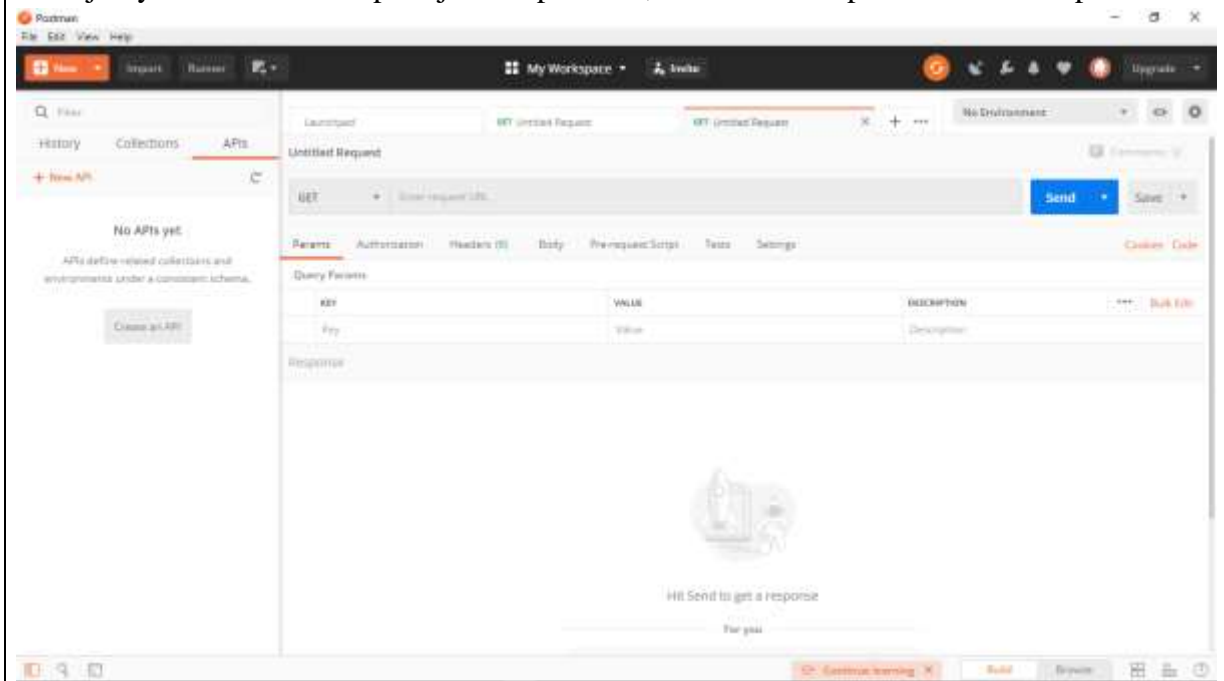 Postman
File Edit View Help
New Import Runner My Workspace Invite Upgrade
Filter
History Collections APIs
+ New API
No APIs yet
APIs define related collections and
environments under a consistent schema.
Create an API
Launchpad GET Untitled Request GET Untitled Request × + ••• No Environment
Untitled Request Comments 0
GET Enter request URL Send Save
Params Authorization Headers Body Pre-request Script Tests Settings Cookies Code
Query Params
KEY VALUE DESCRIPTION ••• Bulk Edit
Key Value Description
Response
Hit Send to get a response
For you
Continue learning × Build Browse